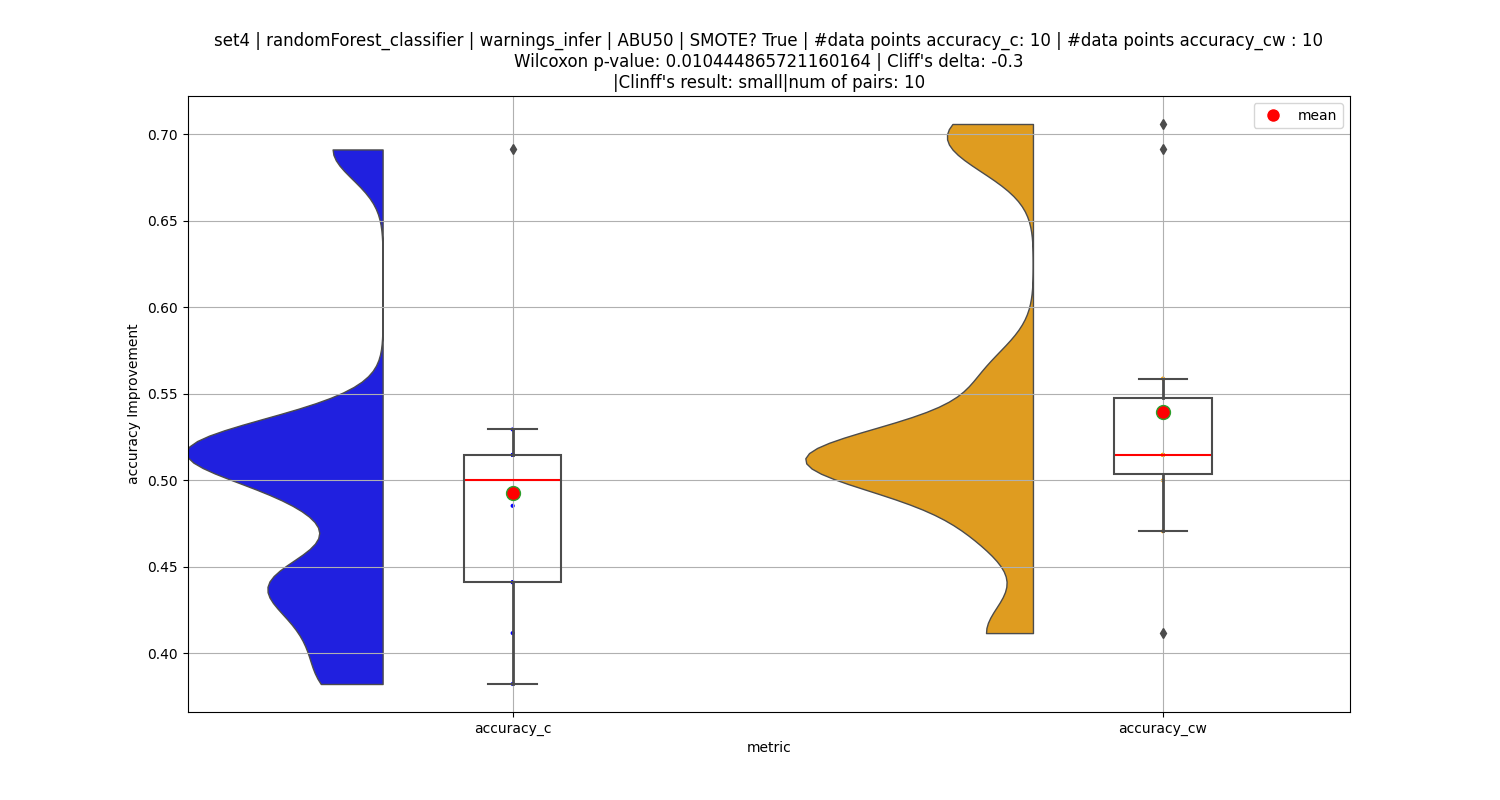 set4 | randomForest_classifier | warnings_infer | ABU50 | SMOTE? True | #data points accuracy_c: 10 | #data points accuracy_cw : 10
Wilcoxon p-value: 0.010444865721160164 | Cliff's delta: -0.3
|Clinff's result: small|num of pairs: 10
mean
0.70
0.65
0.60
0.55
0.50
0.45
0.40
accuracy Improvement
accuracy_c
accuracy_cw
metric